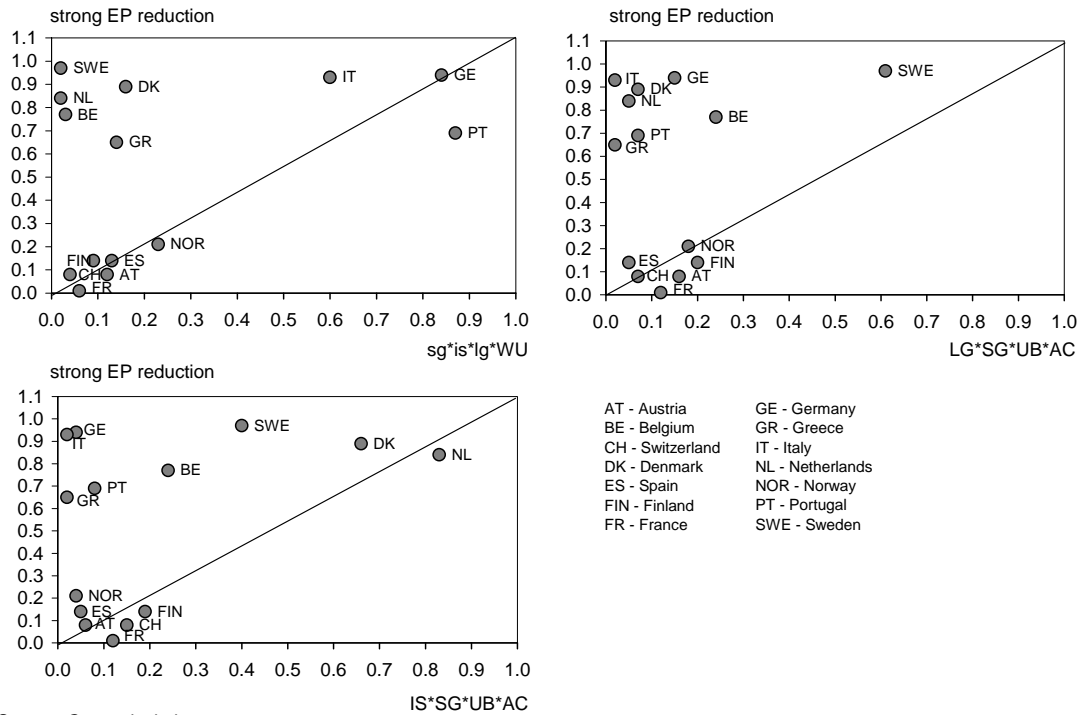 strong EP reduction
1.1
1.0
0.9
0.8
0.7
0.6
0.5
0.4
0.3
0.2
0.1
0.0
SWE
NL
BE
DK
GR
IT
GE
PT
NOR
FIN
ES
CH
AT
FR
0.0 0.1 0.2 0.3 0.4 0.5 0.6 0.7 0.8 0.9 1.0
sg*is*lg*WU
strong EP reduction
1.1
1.0
0.9
0.8
0.7
0.6
0.5
0.4
0.3
0.2
0.1
0.0
IT
DK
GE
NL
SWE
BE
PT
GR
NOR
ES
FIN
CH
AT
FR
0.0 0.1 0.2 0.3 0.4 0.5 0.6 0.7 0.8 0.9 1.0
LG*SG*UB*AC
strong EP reduction
1.1
1.0
0.9
0.8
0.7
0.6
0.5
0.4
0.3
0.2
0.1
0.0
GE
IT
SWE
DK
NL
BE
PT
GR
NOR
ES
FIN
AT
CH
FR
0.0 0.1 0.2 0.3 0.4 0.5 0.6 0.7 0.8 0.9 1.0
IS*SG*UB*AC
AT - Austria
BE - Belgium
CH - Switzerland
DK - Denmark
ES - Spain
FIN - Finland
FR - France
GE - Germany
GR - Greece
IT - Italy
NL - Netherlands
NOR - Norway
PT - Portugal
SWE - Sweden